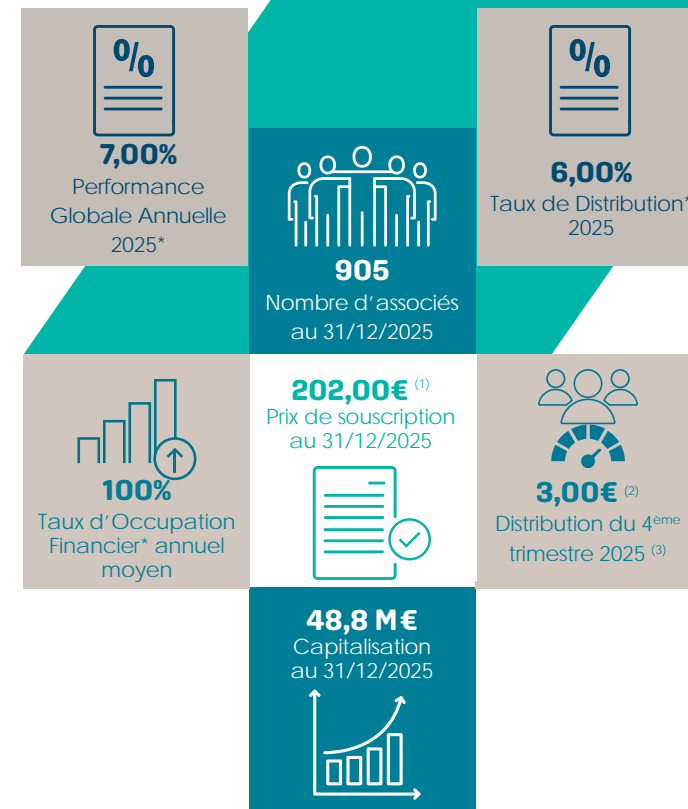 %
7,00%
Performance
Globale Annuelle
2025*
905
Nombre d'associés
au 31/12/2025
%
6,00%
Taux de Distribution*
2025
100%
Taux d'Occupation
Financier* annuel
moyen
202,00€ (1)
Prix de souscription
au 31/12/2025
3,00€ (2)
Distribution du 4ème
trimestre 2025 (3)
48,8 M€
Capitalisation
au 31/12/2025